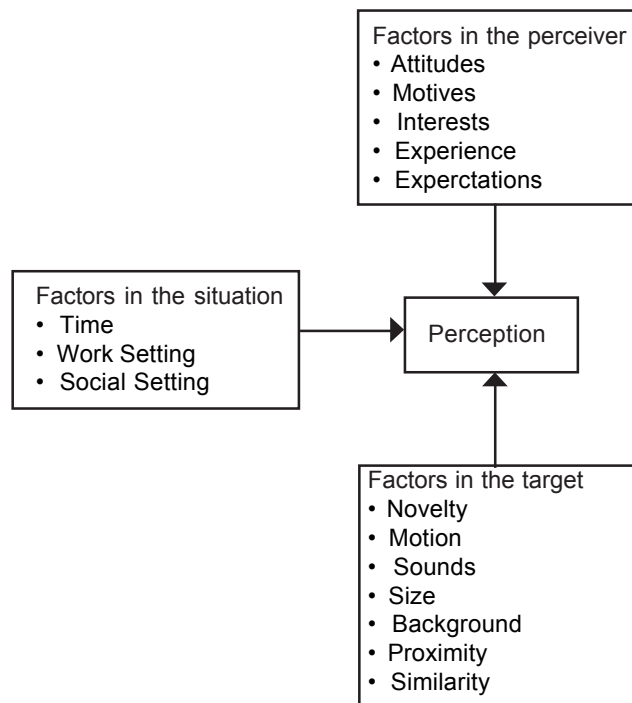 Factors in the perceiver
• Attitudes
• Motives
• Interests
• Experience
• Experctations
Factors in the situation
• Time
• Work Setting
• Social Setting
Perception
Factors in the target
• Novelty
• Motion
• Sounds
• Size
• Background
• Proximity
• Similarity